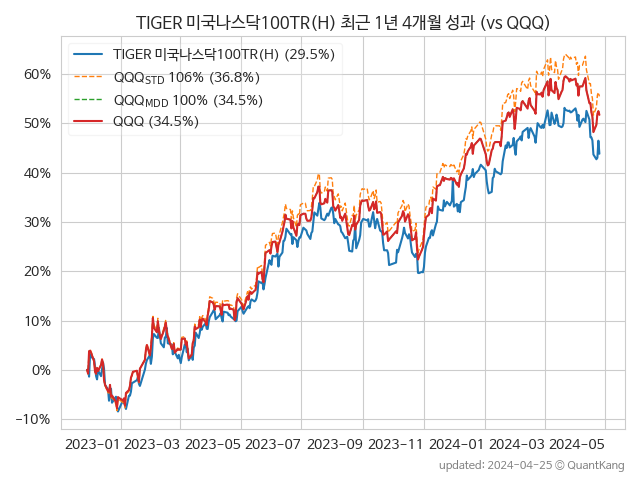 TIGER 미국나스닥100TR(H) 최근 1년 4개월 성과 (vs QQQ)
TIGER 미국나스닥100TR(H) (29.5%)
QQQSTD 106% (36.8%)
QQQMDD 100% (34.5%)
QQQ (34.5%)
60%
50%
40%
30%
20%
10%
0%
−10%
2023-01 2023-03 2023-05 2023-07 2023-09 2023-11 2024-01 2024-03 2024-05
updated: 2024-04-25 © QuantKang